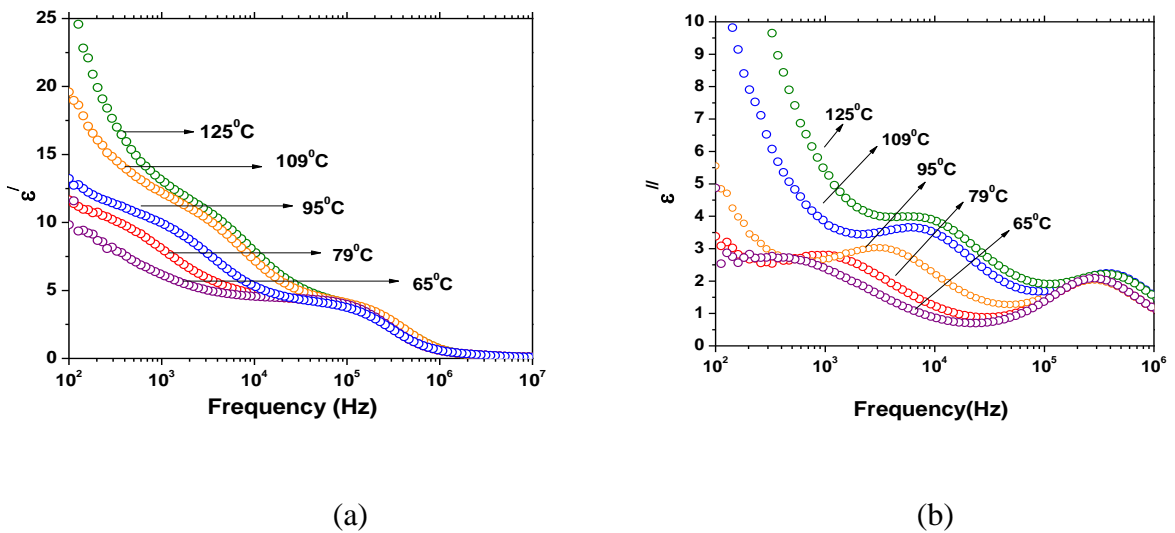 25
20
15
10
5
0
ε/
125⁰C
109⁰C
95⁰C
79⁰C
65⁰C
10² 10³ 10⁴ 10⁵ 10⁶ 10⁷
Frequency (Hz)
(a)
10
9
8
7
6
5
4
3
2
1
0
ε//
125⁰C
109⁰C
95⁰C
79⁰C
65⁰C
10² 10³ 10⁴ 10⁵ 10⁶
Frequency(Hz)
(b)